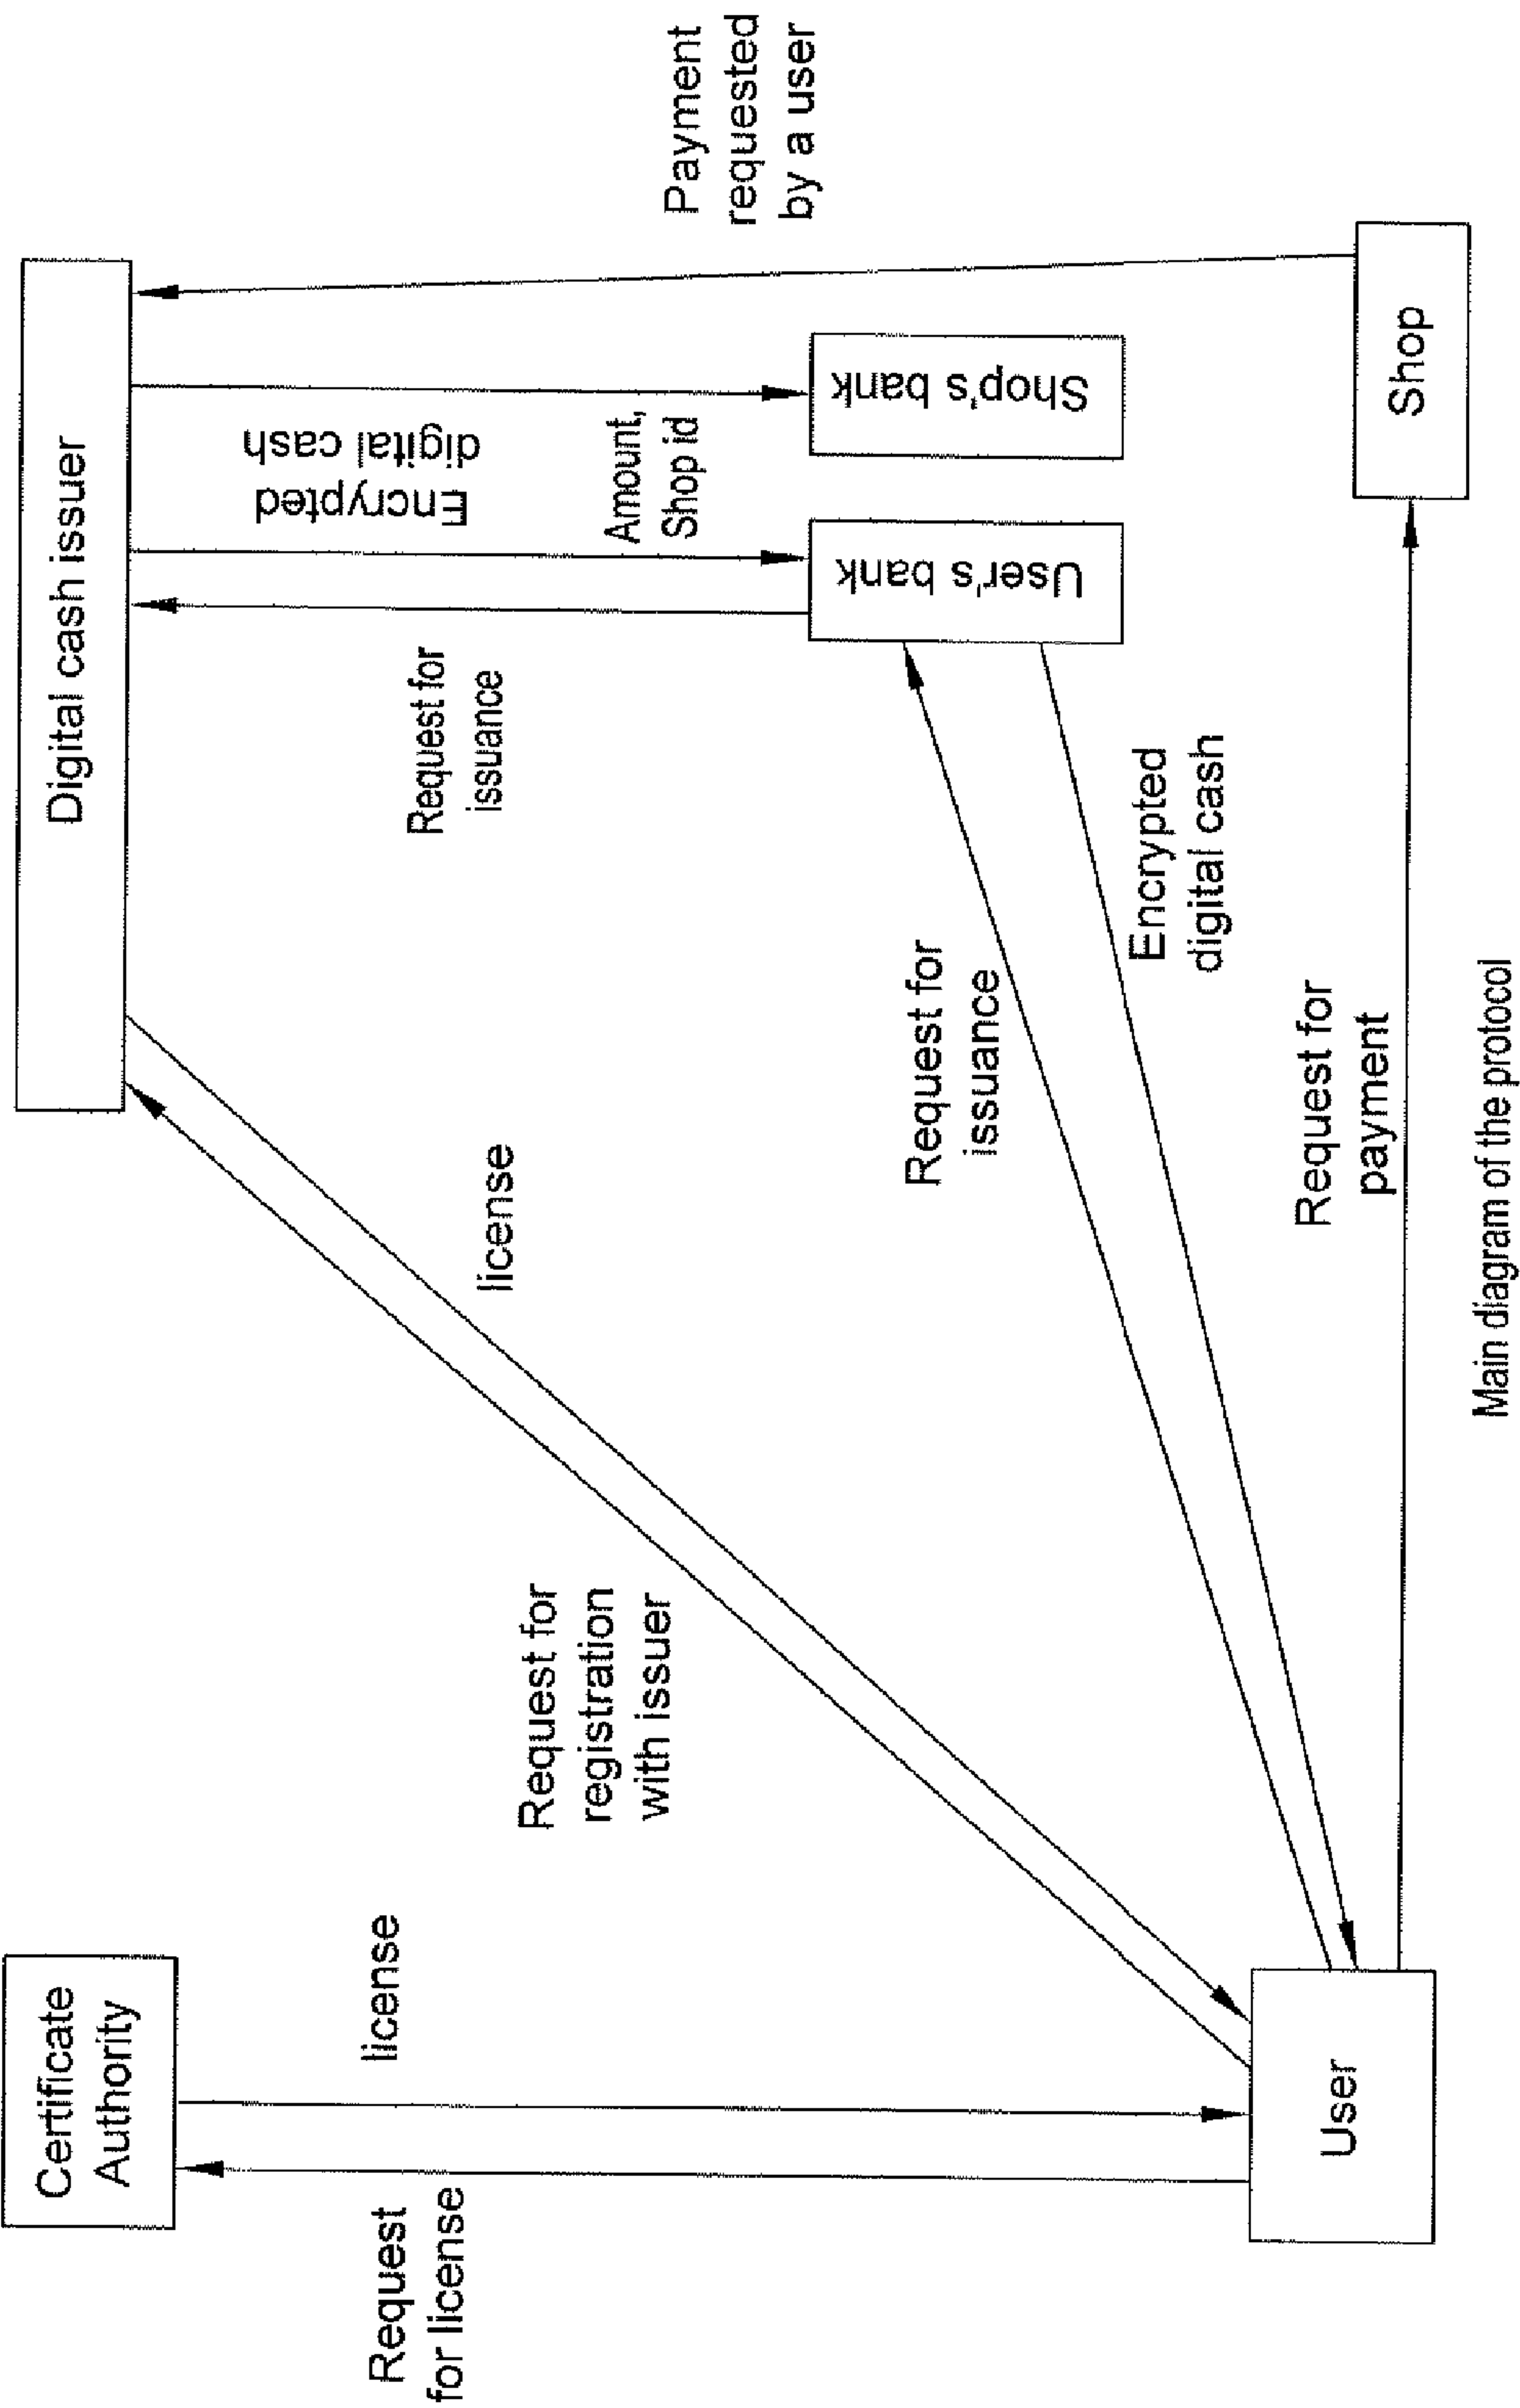 Certificate
Authority
Digital cash issuer
Request
for license
license
Request for
registration
with issuer
license
Request for
issuance
Encrypted
digital cash
Amount,
Shop id
Payment
requested
by a user
User's bank
Shop's bank
Request for
issuance
Encrypted
digital cash
Request for
payment
User
Shop
Main diagram of the protocol